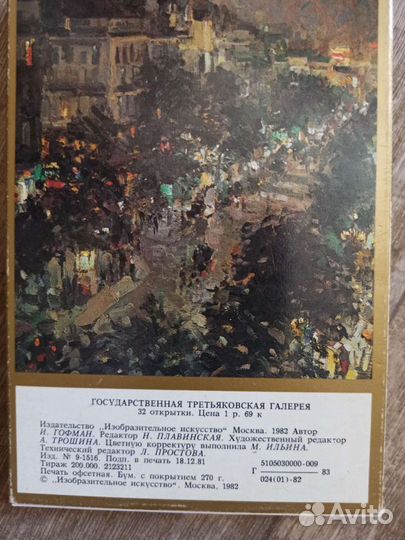 ГОСУДАРСТВЕННАЯ ТРЕТЬЯКОВСКАЯ ГАЛЕРЕЯ
32 открытки. Цена 1 р. 69 к
Издательство „Изобразительное искусство" Москва. 1982 Автор
И. ГОФМАН. Редактор Н. ПЛАВИНСКАЯ. Художественный редактор
А. ТРОШИНА. Цветную корректуру выполнила М. ИЛЬИНА.
Технический редактор Л. ПРОСТОВА.
Изд. № 9-1516. Подп. в печать 18.12.81
Тираж 200.000. 2123211
Печать офсетная. Бум. с покрытием 270 г.
© „Изобразительное искусство". Москва, 1982
5105030000-009
Г 83
024(01)-82
Avito